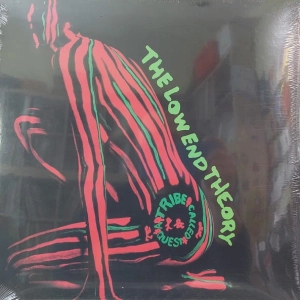 THE LOW END THEORY
A TRIBE CALLED QUEST